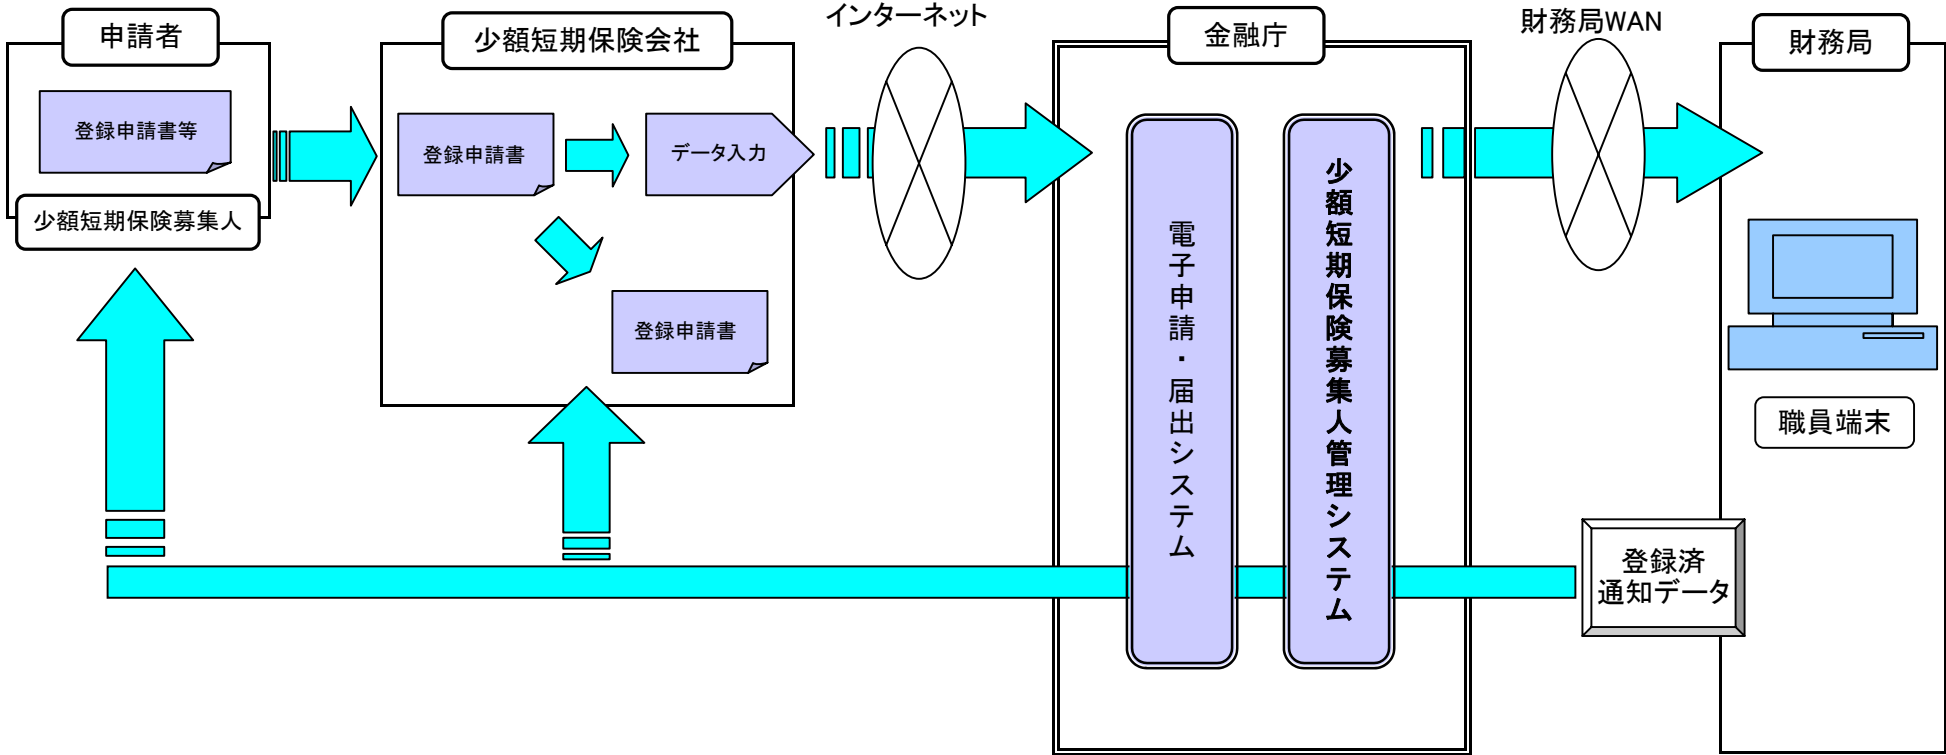 申請者
登録申請書等
少額短期保険募集人
少額短期保険会社
登録申請書
データ入力
登録申請書
インターネット
金融庁
電子申請・届出システム
少額短期保険募集人管理システム
財務局WAN
財務局
職員端末
登録済
通知データ